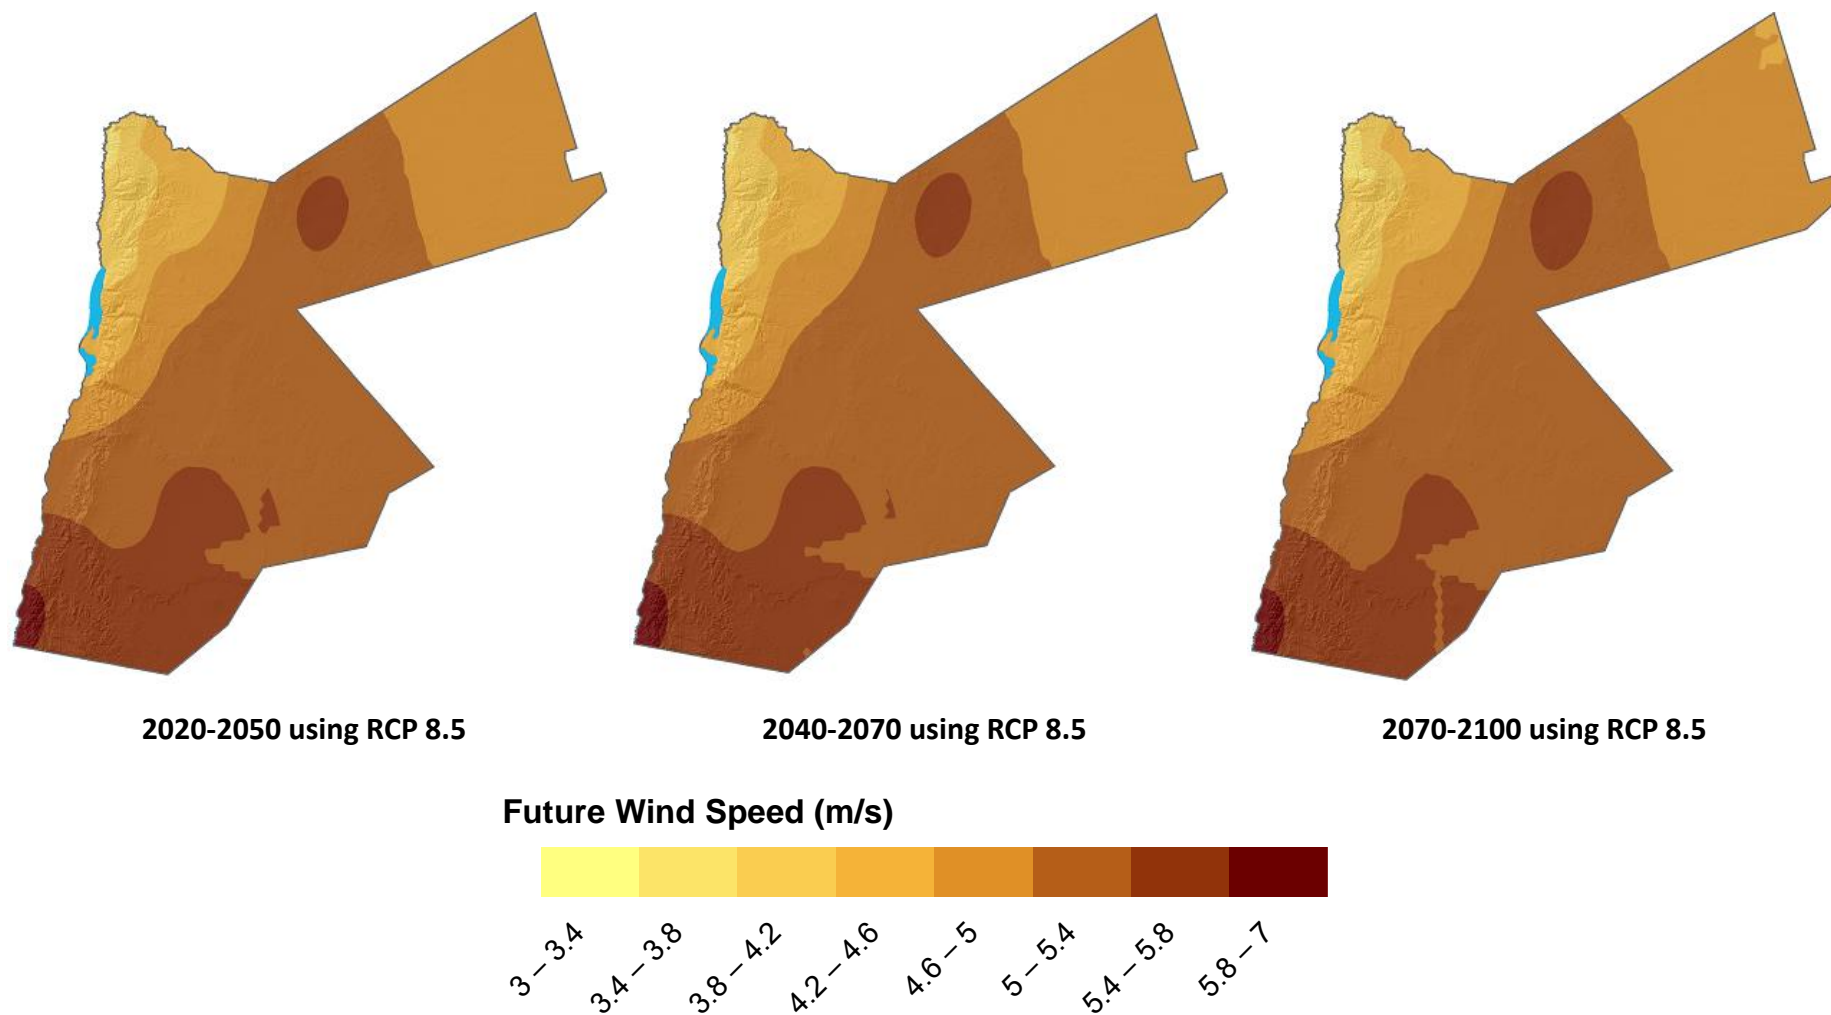 2020-2050 using RCP 8.5
2040-2070 using RCP 8.5
2070-2100 using RCP 8.5
Future Wind Speed (m/s)
3 – 3.4
3.4 – 3.8
3.8 – 4.2
4.2 – 4.6
4.6 – 5
5 – 5.4
5.4 – 5.8
5.8 – 7